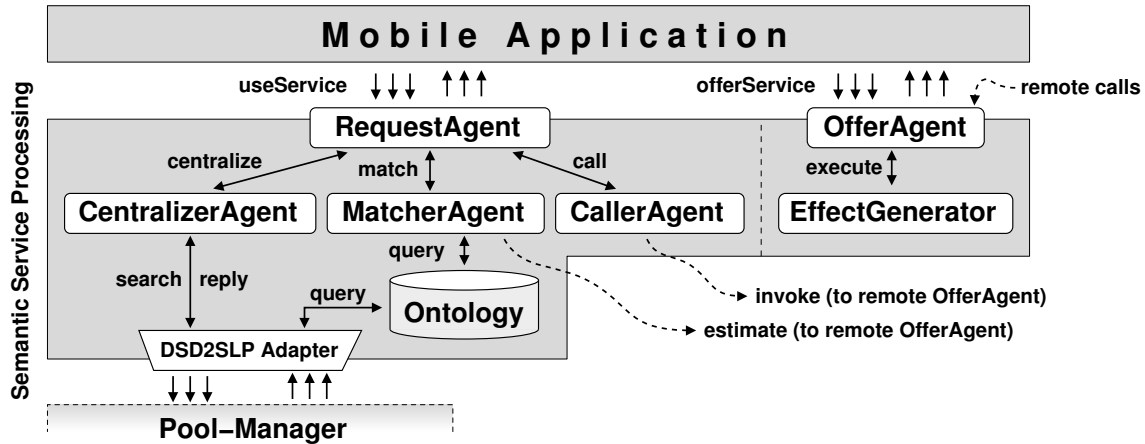 Mobile Application
useService
offerService
remote calls
RequestAgent
OfferAgent
centralize
match
call
execute
CentralizerAgent
MatcherAgent
CallerAgent
EffectGenerator
query
search
reply
query
Ontology
invoke (to remote OfferAgent)
estimate (to remote OfferAgent)
DSD2SLP Adapter
Pool−Manager
Semantic Service Processing